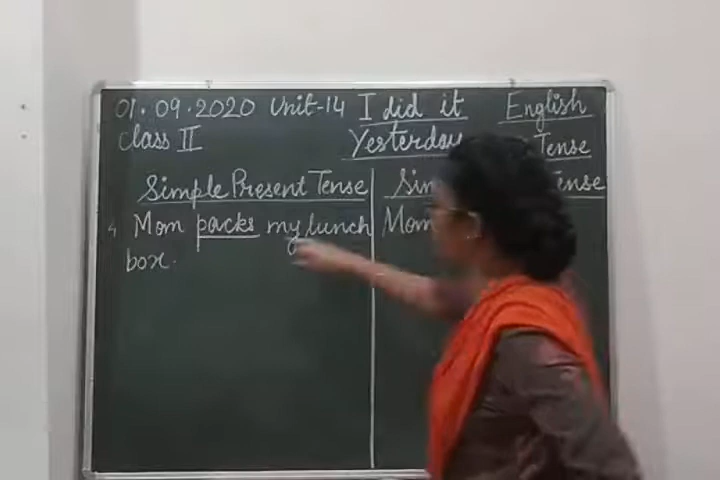 01.09.2020 Unit-14 I did it English
Class II Yesterday Tense
Simple Present Tense
Mom packs my lunch
box.
Mom